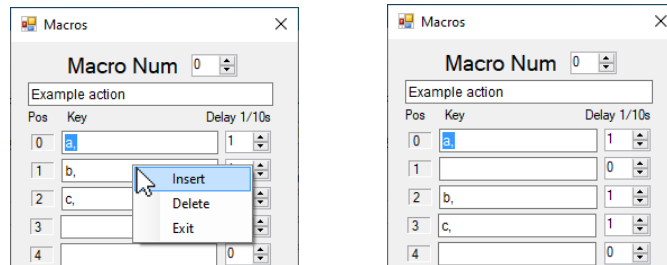 Macros
Macro Num 0
Example action
Pos Key Delay 1/10s
0 a, 1
1 b,
2 c,
3
4 0
Insert
Delete
Exit
Macros
Macro Num 0
Example action
Pos Key Delay 1/10s
0 a, 1
1 0
2 b, 1
3 c, 1
4 0